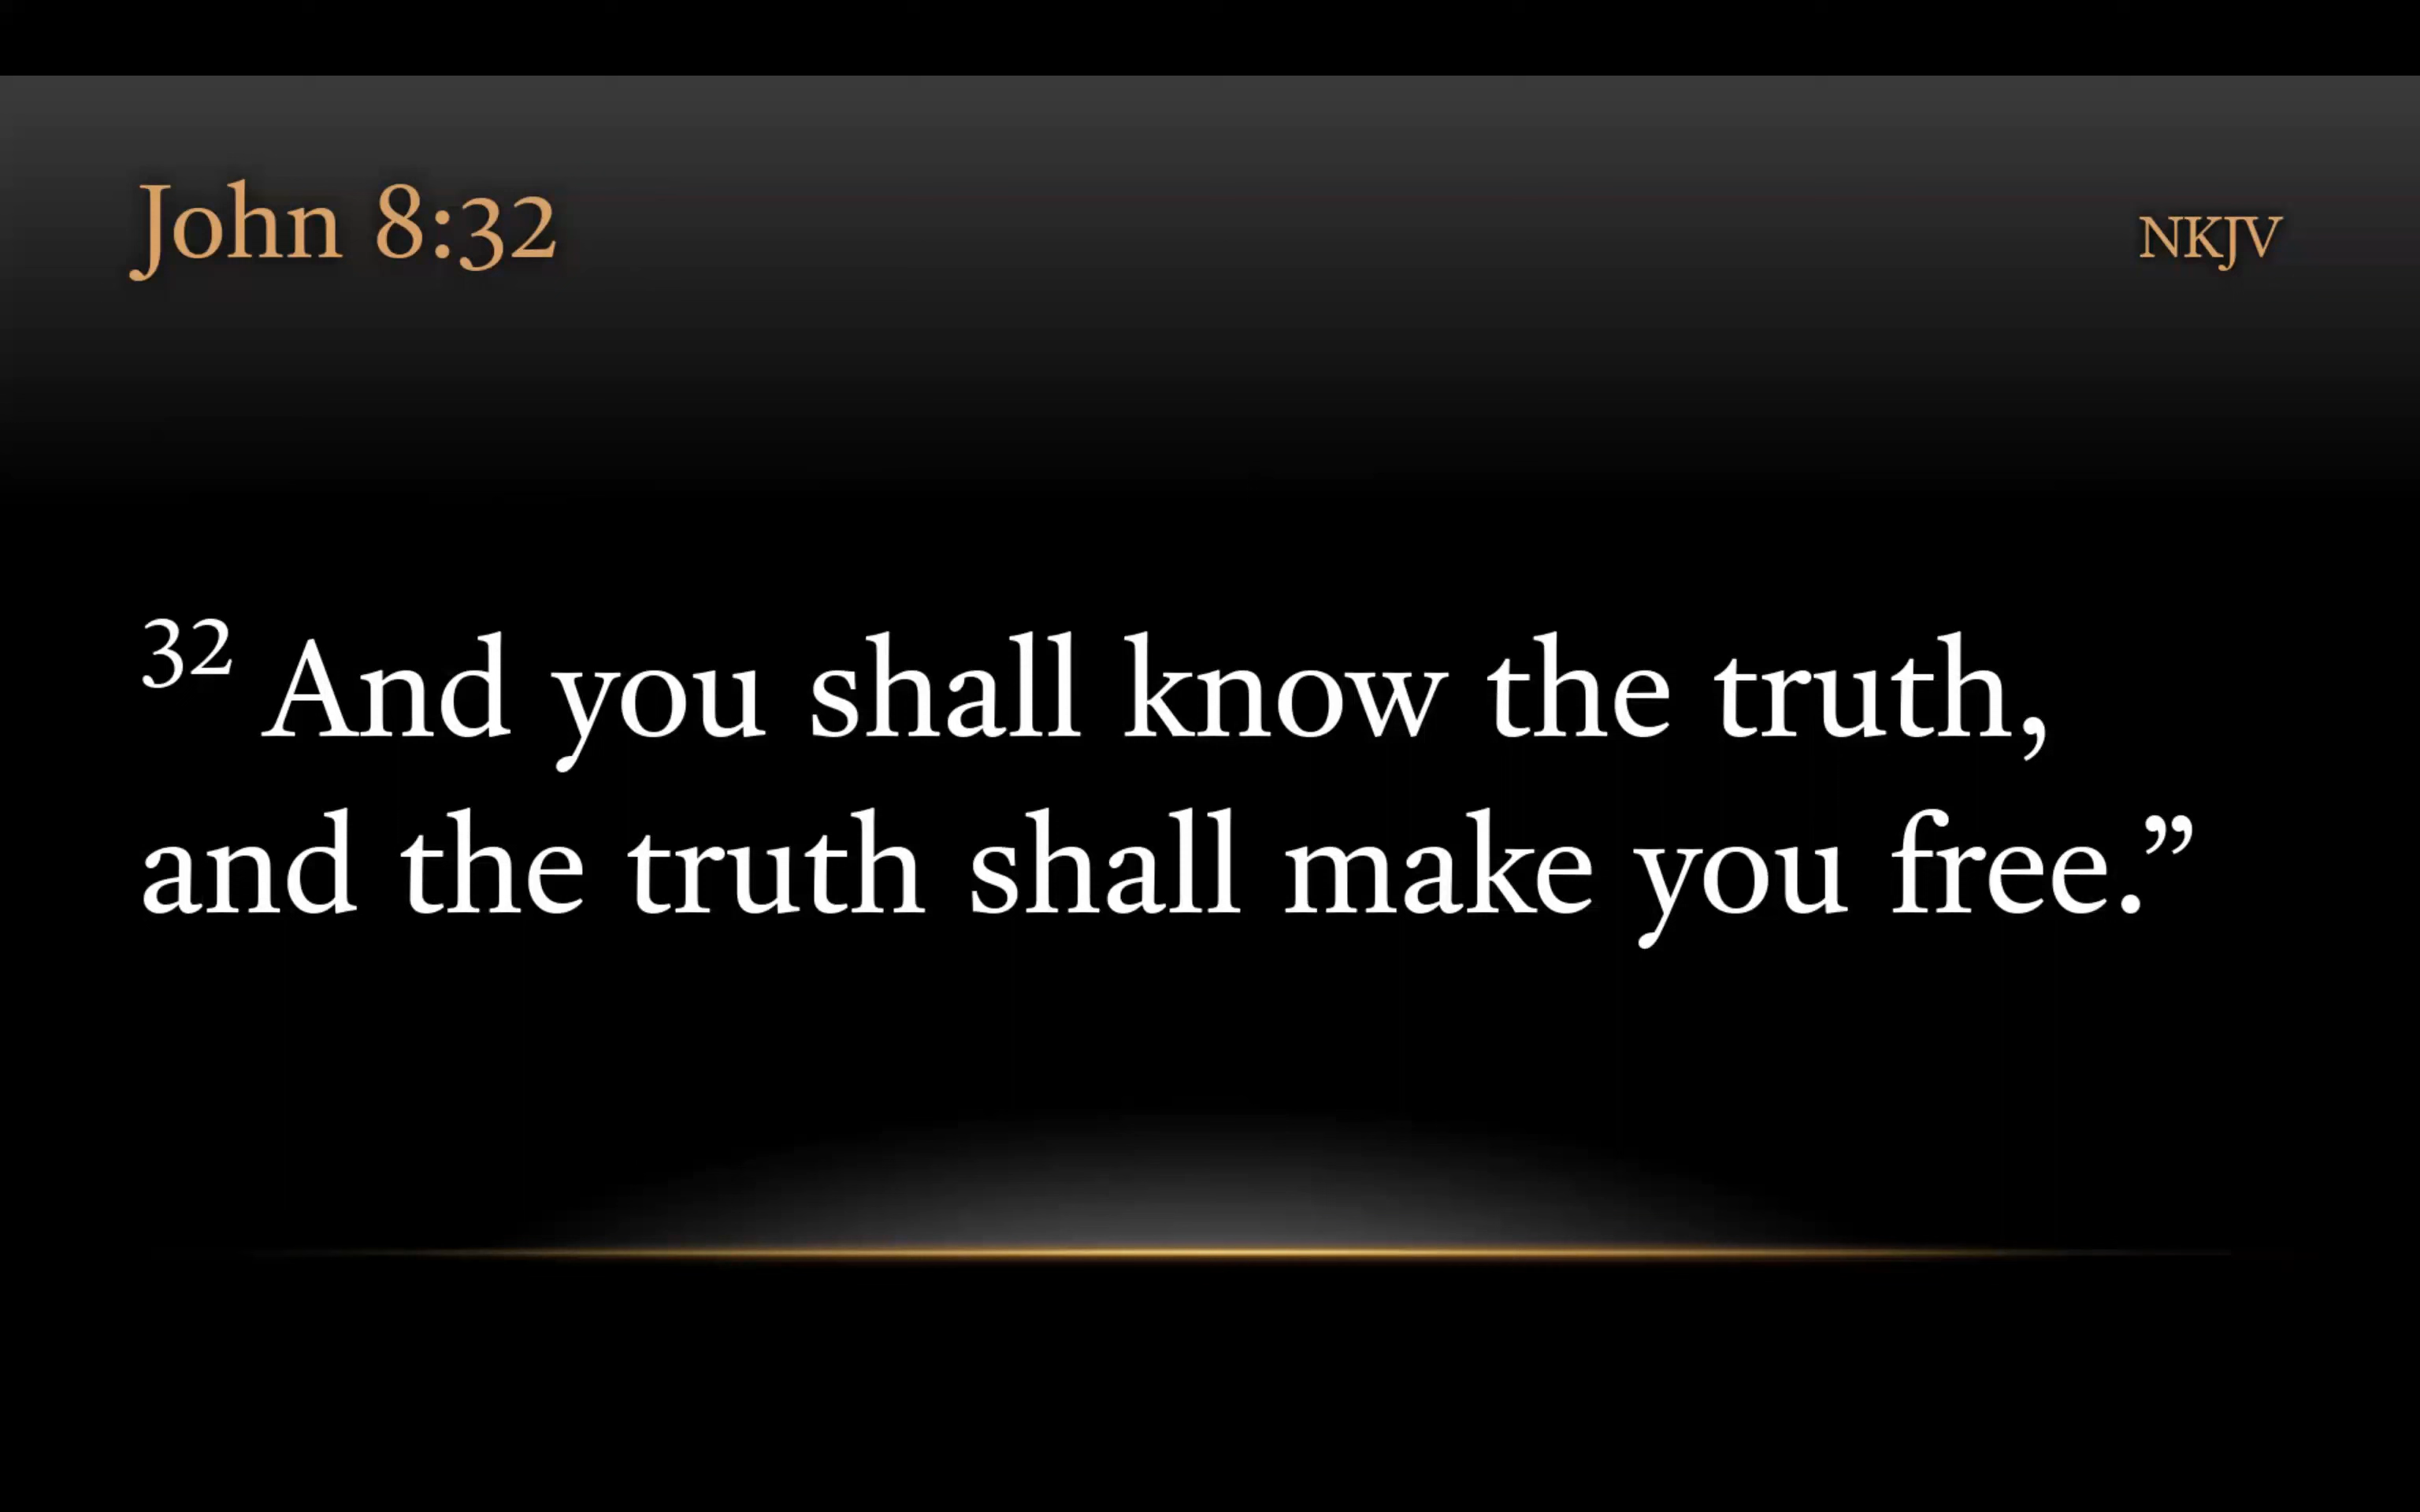 John 8:32
NKJV
32 And you shall know the truth,
and the truth shall make you free.”